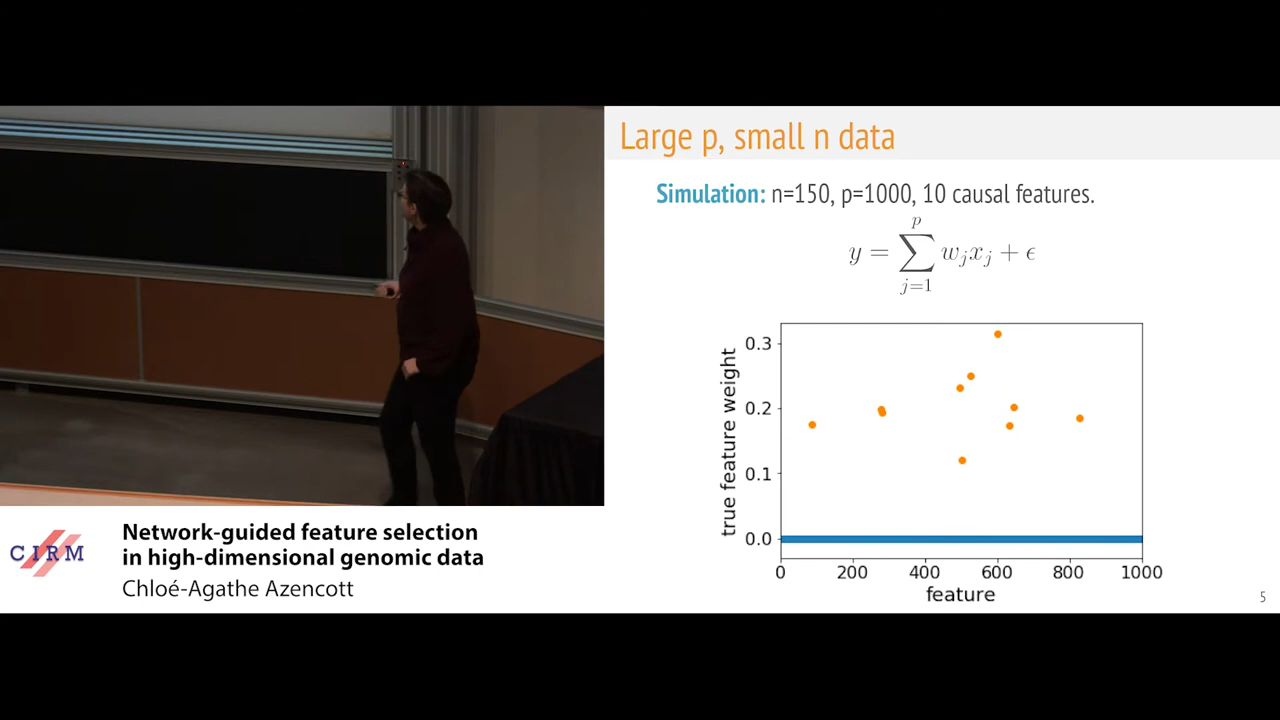 Large p, small n data
Simulation: n=150, p=1000, 10 causal features.
y = \sum_{j=1}^{p} w_j x_j + \epsilon
true feature weight
0.3
0.2
0.1
0.0
0 200 400 600 800 1000
feature
5
CIRM
Network-guided feature selection
in high-dimensional genomic data
Chloé-Agathe Azencott